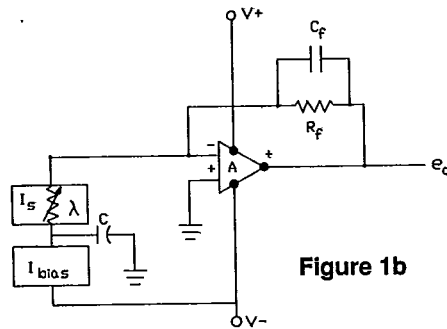 V+
C_f
R_f
-
+
A
+
e_o
I_s
λ
C
I_bias
Figure 1b
V-